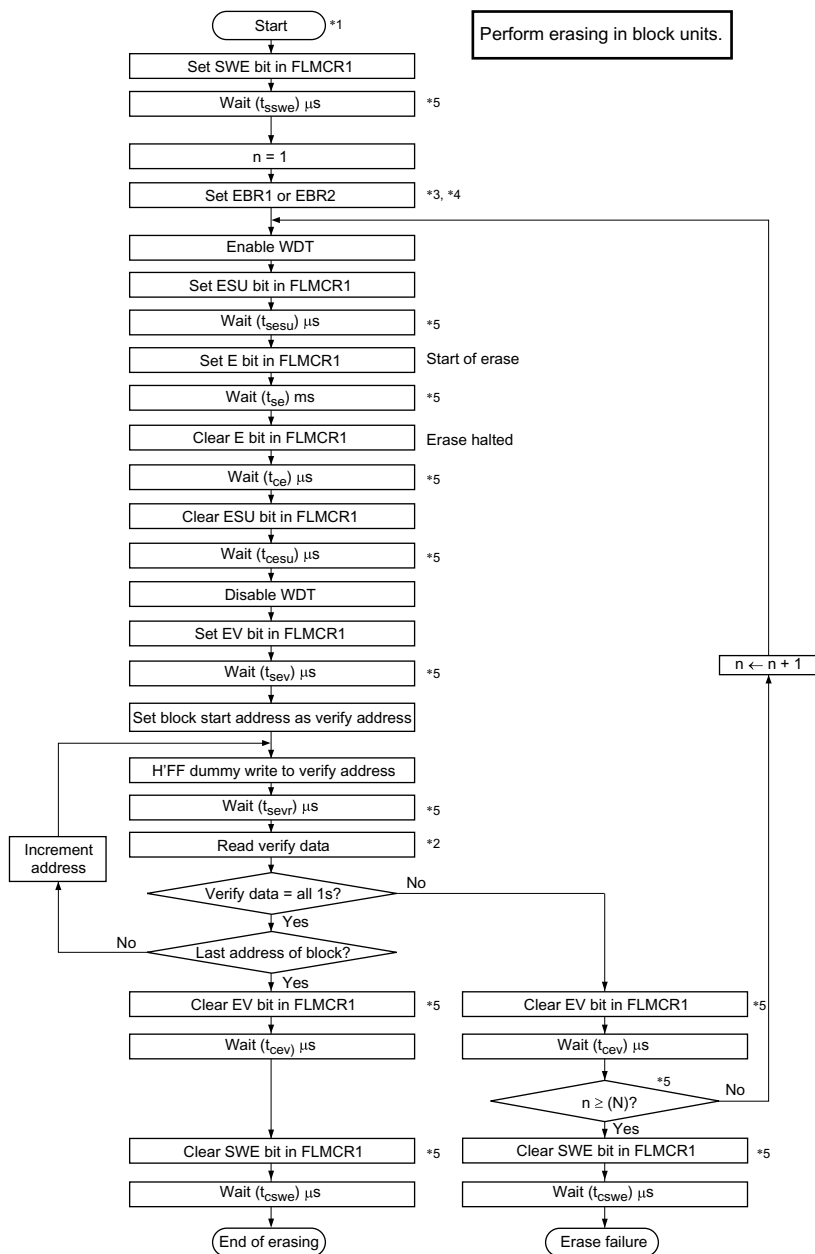 Start
*1
Perform erasing in block units.
Set SWE bit in FLMCR1
Wait (tsswe) μs
*5
n = 1
Set EBR1 or EBR2
*3, *4
Enable WDT
Set ESU bit in FLMCR1
Wait (tsesu) μs
*5
Set E bit in FLMCR1
Start of erase
Wait (tse) ms
*5
Clear E bit in FLMCR1
Erase halted
Wait (tce) μs
*5
Clear ESU bit in FLMCR1
Wait (tcesu) μs
*5
Disable WDT
Set EV bit in FLMCR1
Wait (tsev) μs
*5
n ← n + 1
Set block start address as verify address
H'FF dummy write to verify address
Wait (tsevr) μs
*5
Read verify data
*2
Increment
address
Verify data = all 1s?
No
Yes
No
Last address of block?
Yes
Clear EV bit in FLMCR1
*5
Clear EV bit in FLMCR1
*5
Wait (tcev) μs
Wait (tcev) μs
*5
n ≥ (N)?
No
Yes
Clear SWE bit in FLMCR1
*5
Clear SWE bit in FLMCR1
*5
Wait (tcswe) μs
Wait (tcswe) μs
End of erasing
Erase failure